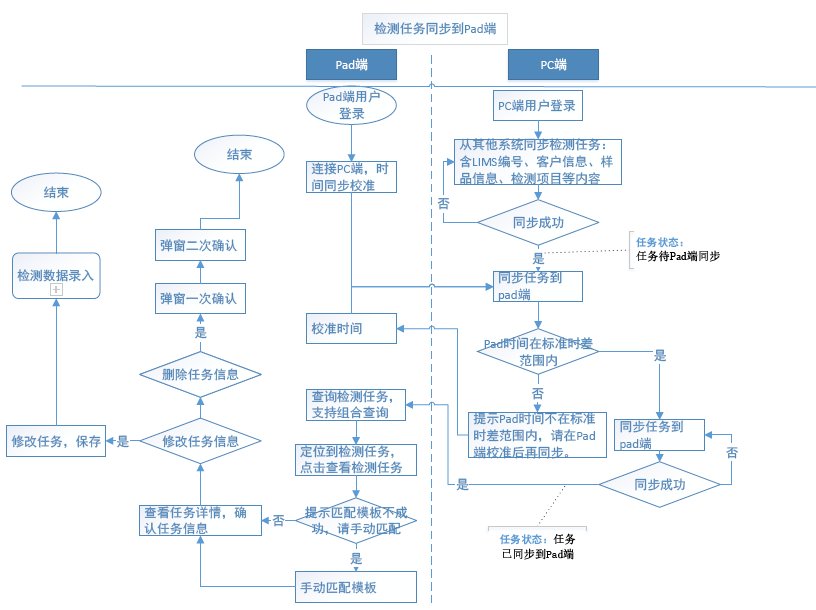 检测任务同步到Pad端
Pad端
PC端
Pad端用户
登录
PC端用户登录
连接PC端，时
间同步校准
从其他系统同步检测任务：
含LIMS编号、客户信息、样
品信息、检测项目等内容
否
同步成功
任务状态：
任务待Pad端同步
是
同步任务到
pad端
校准时间
Pad时间在标准时差
范围内
是
否
提示Pad时间不在标准
时差范围内，请在Pad
端校准后再同步。
同步任务到
pad端
否
同步成功
是
任务状态：任务
已同步到Pad端
查询检测任务，
支持组合查询
定位到检测任务，
点击查看检测任务
提示匹配模板不成
功，请手动匹配
否
是
手动匹配模板
查看任务详情，确
认任务信息
修改任务信息
是
修改任务，保存
检测数据录入
结束
删除任务信息
是
弹窗一次确认
弹窗二次确认
结束